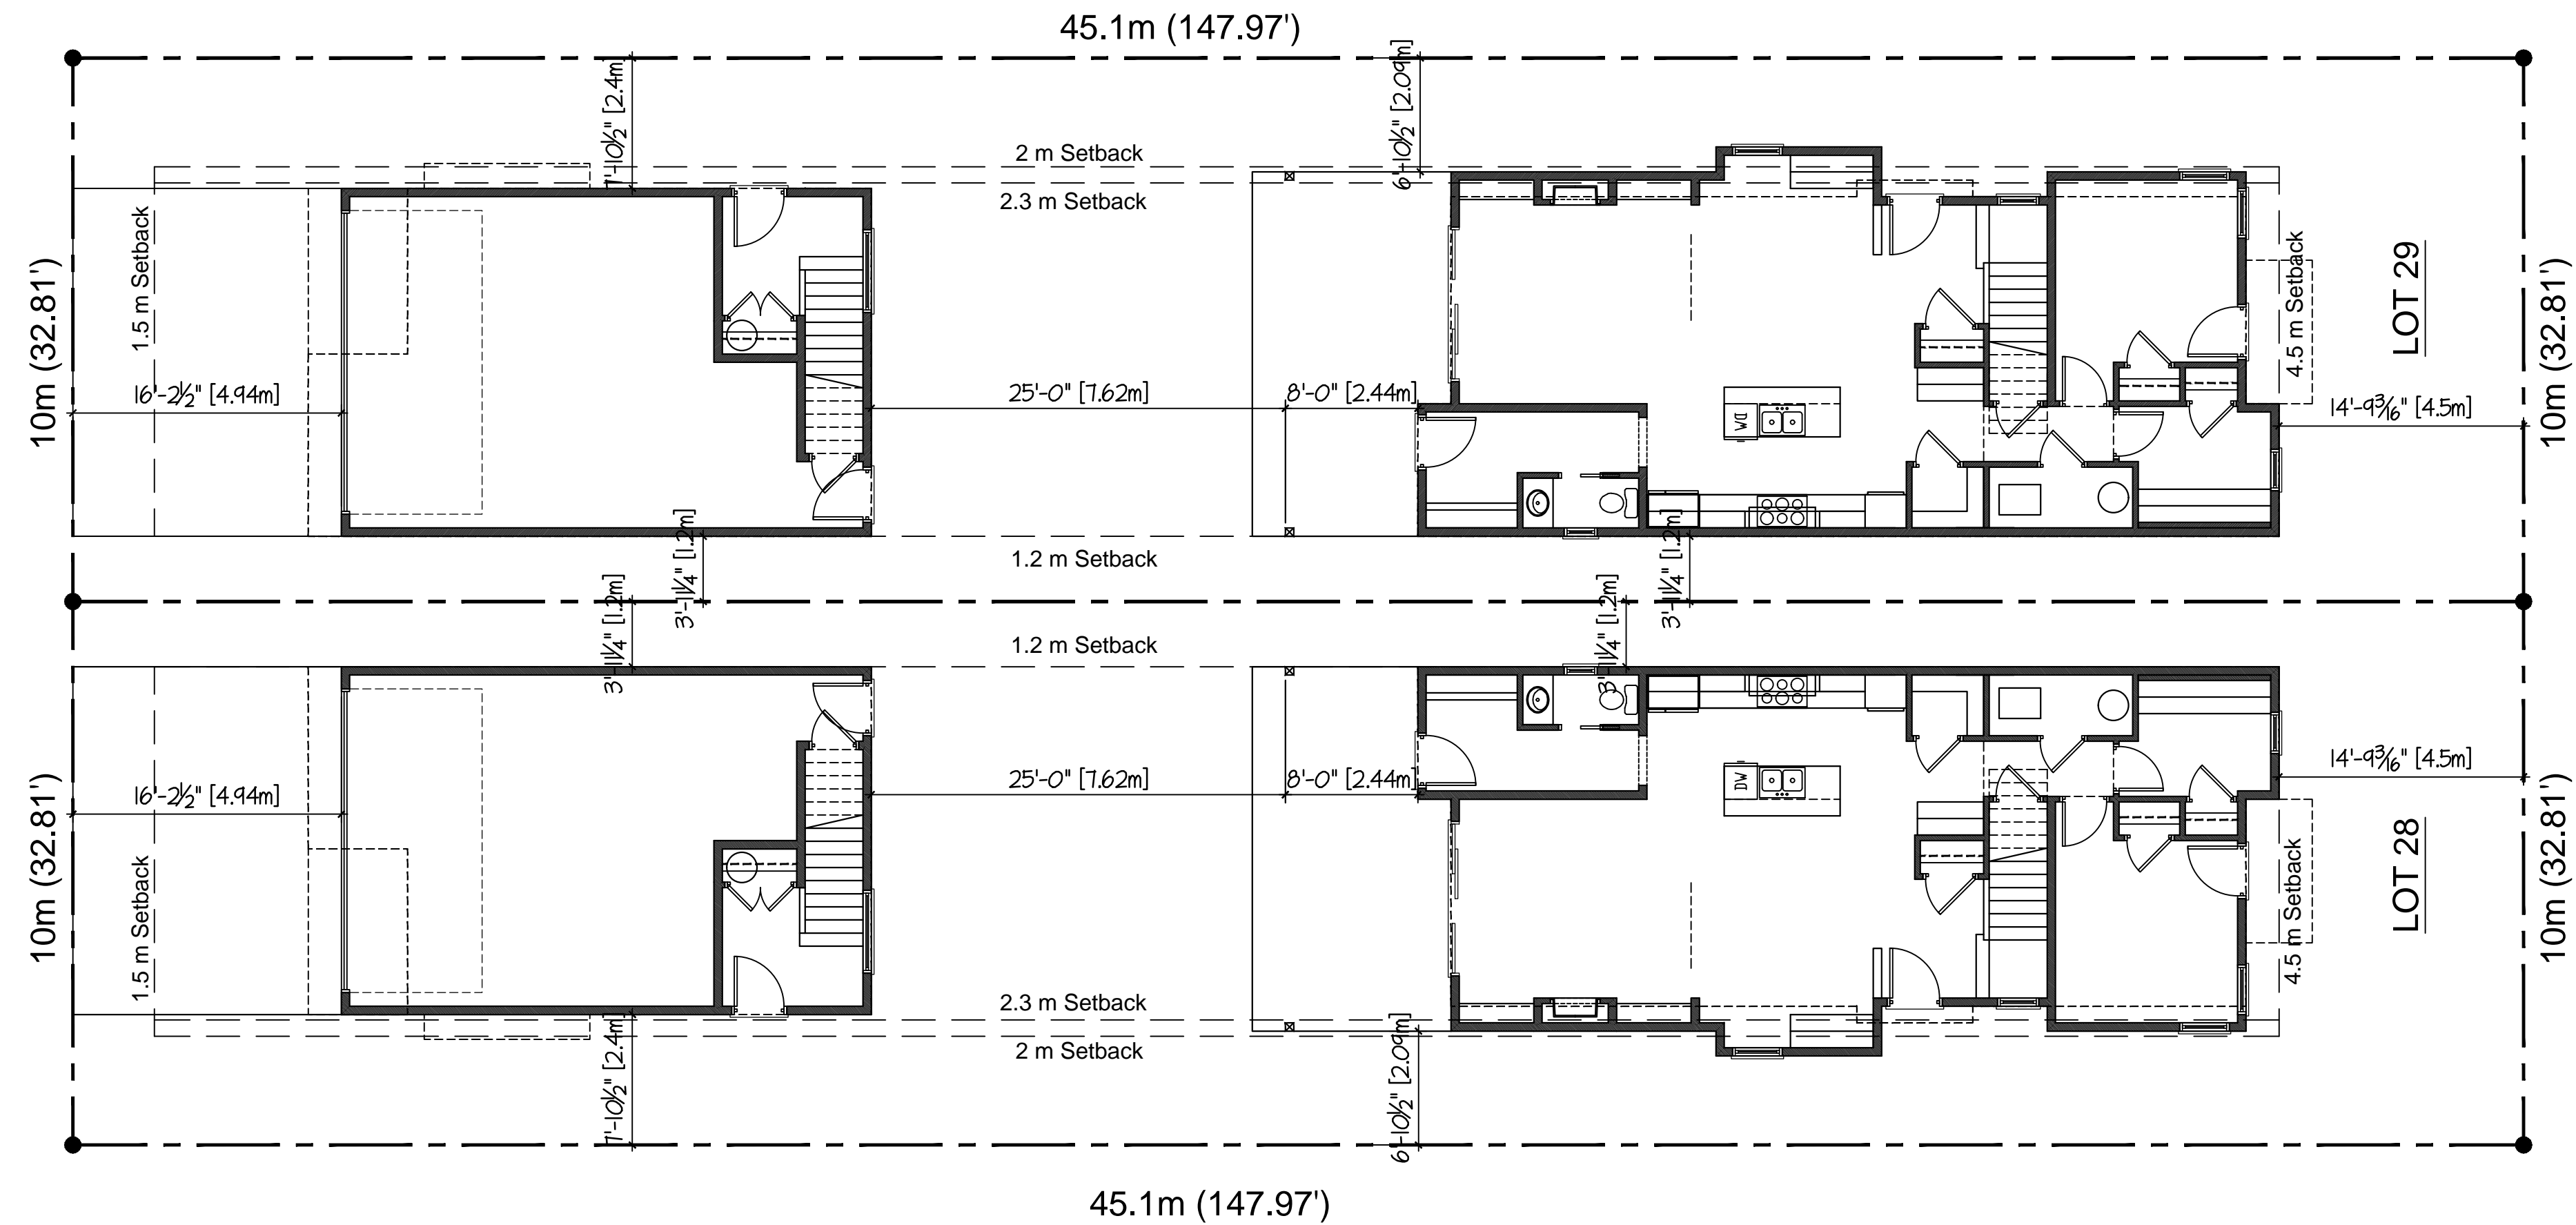 45.1m (147.97')
7'-10½" [2.4m]
6'-10½" [2.09m]
2 m Setback
2.3 m Setback
1.5 m Setback
4.5 m Setback
LOT 29
10m (32.81')
10m (32.81')
16'-2½" [4.94m]
25'-0" [7.62m]
8'-0" [2.44m]
DW
14'-9³⁄₁₆" [4.5m]
1.2 m Setback
3'-11¼" [1.2m]
3'-11¼" [1.2m]
3'-11¼" [1.2m]
3'-11¼" [1.2m]
1.2 m Setback
16'-2½" [4.94m]
25'-0" [7.62m]
8'-0" [2.44m]
DW
14'-9³⁄₁₆" [4.5m]
10m (32.81')
10m (32.81')
1.5 m Setback
4.5 m Setback
LOT 28
2.3 m Setback
2 m Setback
7'-10½" [2.4m]
6'-10½" [2.09m]
45.1m (147.97')